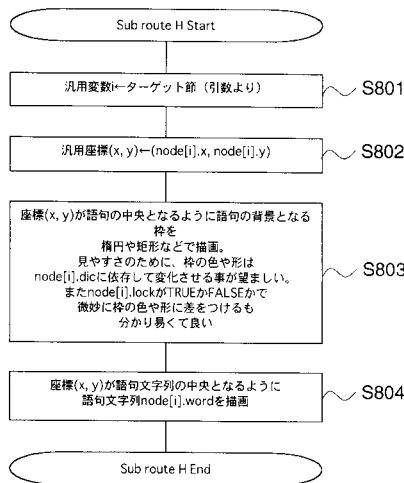 Sub route H Start
汎用変数i←ターゲット節（引数より）
S801
汎用座標(x, y)←(node[i].x, node[i].y)
S802
座標(x, y)が語句の中央となるように語句の背景となる
枠を
楕円や矩形などで描画。
見やすさのために、枠の色や形は
node[i].dicに依存して変化させる事が望ましい。
またnode[i].lockがTRUEかFALSEかで
微妙に枠の色や形に差をつけるも
分かり易くて良い
S803
座標(x, y)が語句文字列の中央となるように
語句文字列node[i].wordを描画
S804
Sub route H End